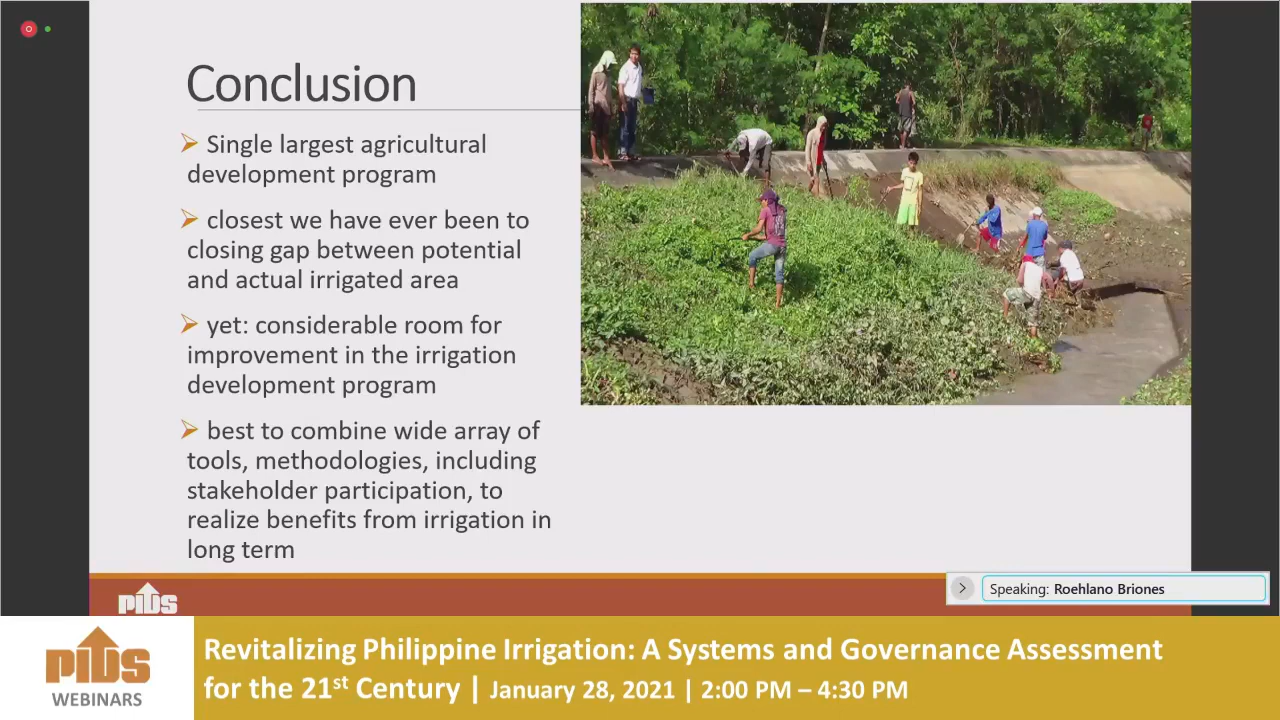 Conclusion
➢ Single largest agricultural
development program
➢ closest we have ever been to
closing gap between potential
and actual irrigated area
➢ yet: considerable room for
improvement in the irrigation
development program
➢ best to combine wide array of
tools, methodologies, including
stakeholder participation, to
realize benefits from irrigation in
long term
PIDS
Speaking: Roehlano Briones
PIDS
WEBINARS
Revitalizing Philippine Irrigation: A Systems and Governance Assessment
for the 21st Century | January 28, 2021 | 2:00 PM – 4:30 PM